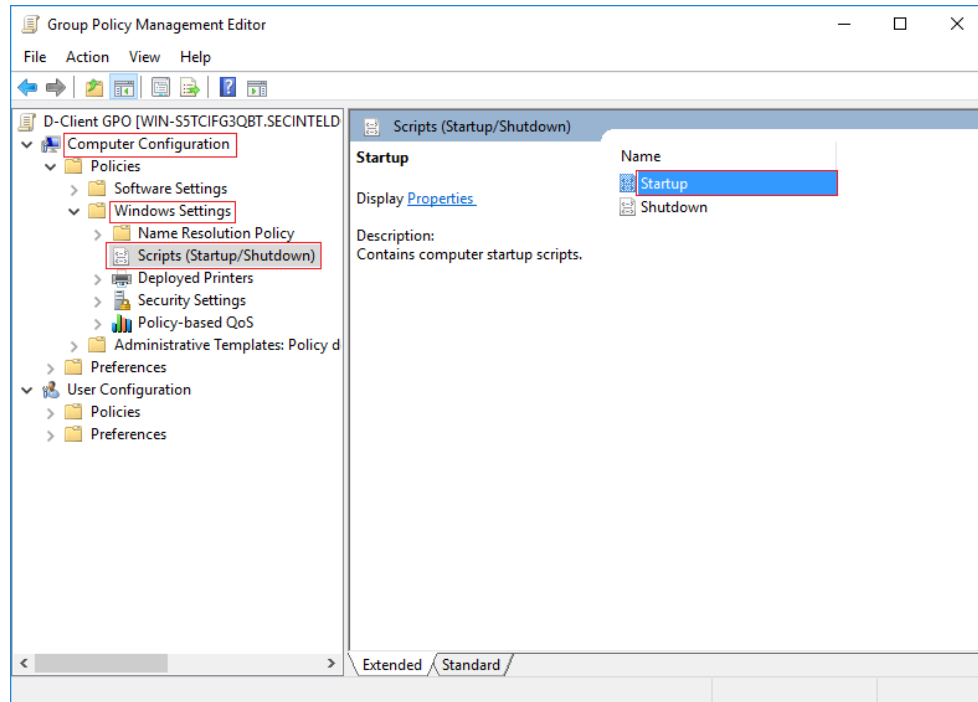 Group Policy Management Editor
File Action View Help
D-Client GPO [WIN-S5TCIFG3QBT.SECINTELD
Computer Configuration
Policies
Software Settings
Windows Settings
Name Resolution Policy
Scripts (Startup/Shutdown)
Deployed Printers
Security Settings
Policy-based QoS
Administrative Templates: Policy d
Preferences
User Configuration
Policies
Preferences
Scripts (Startup/Shutdown)
Startup
Display Properties
Description:
Contains computer startup scripts.
Name
Startup
Shutdown
Extended Standard